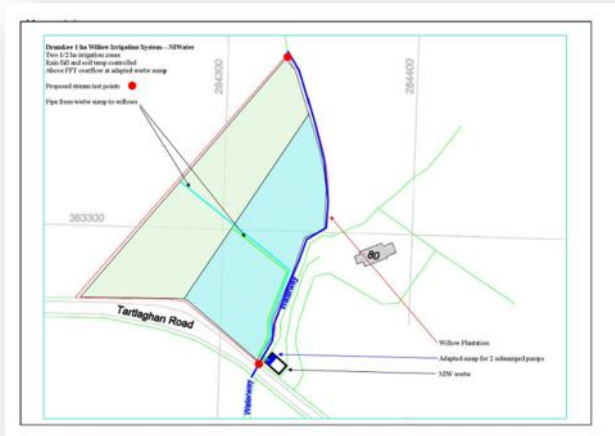 Drumkee 1 ha Willow Irrigation System—NIWater
Two 1/2 ha irrigation zones
Rain fall and soil temp controlled
Above FFT overflow at adapted wwtw sump
Proposed stream test points
Pipe from wwtw sump to willows
284300
284400
363300
80
Waterway
Tartlaghan Road
Willow Plantation
Adapted sump for 2 submerged pumps
NIW wwtw
Waterway